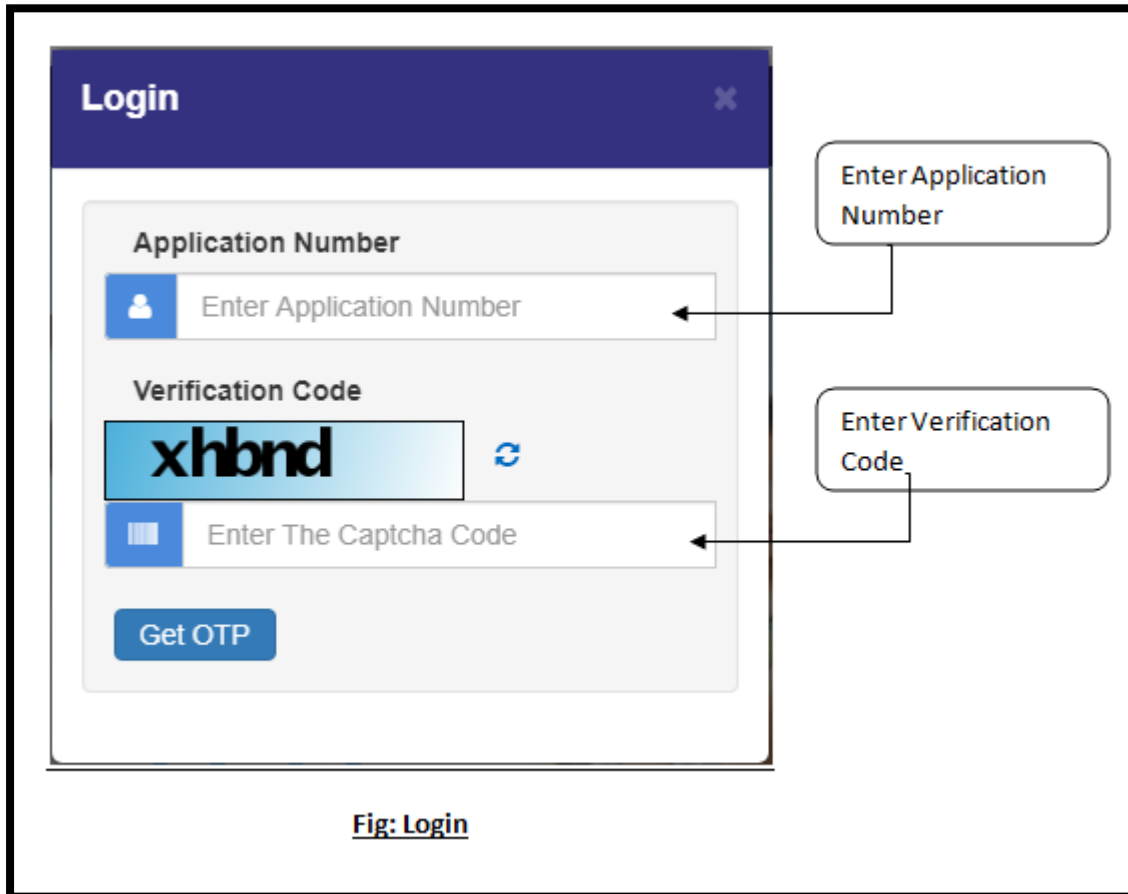 Login
Enter Application
Number
Application Number
Enter Application Number
Verification Code
xhbnd
Enter Verification
Code
Enter The Captcha Code
Get OTP
Fig: Login